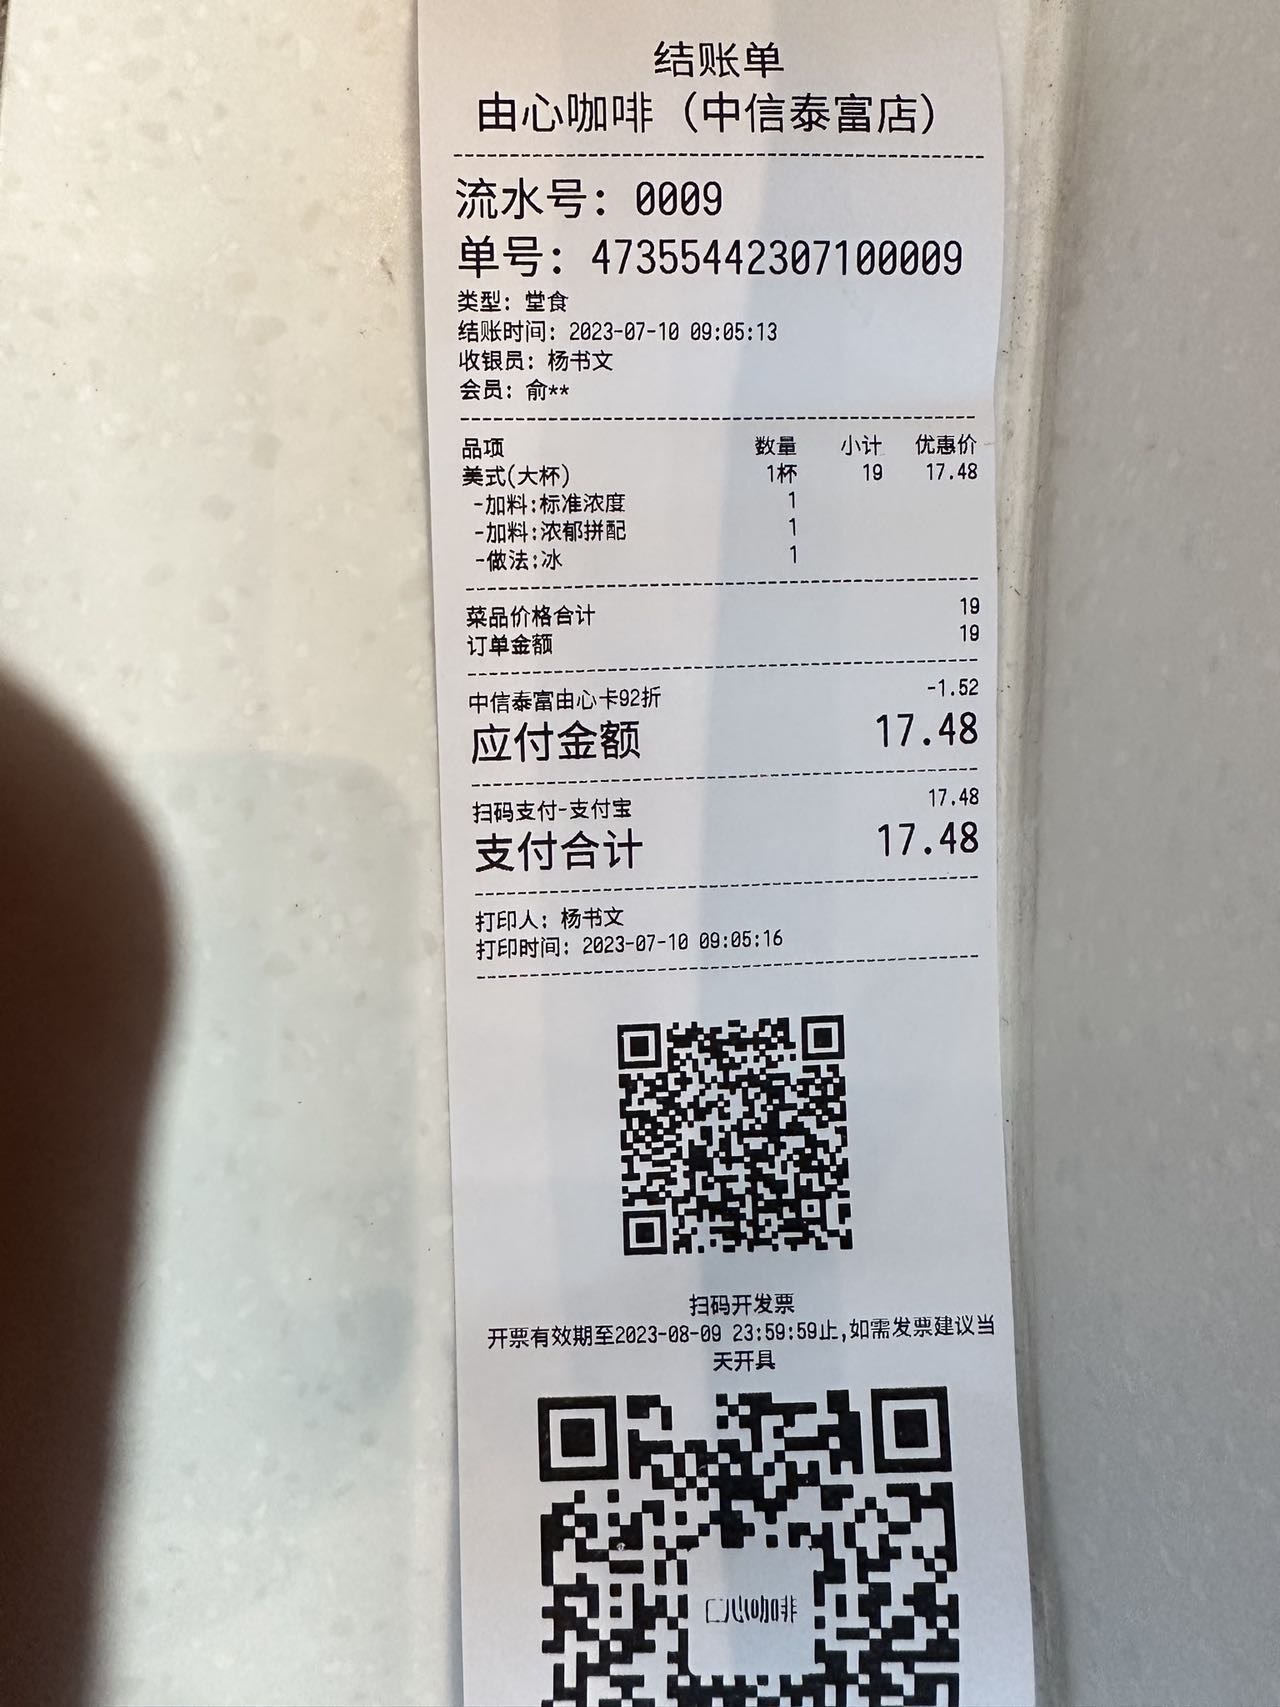 结账单
由心咖啡（中信泰富店）
流水号：0009
单号：47355442307100009
类型：堂食
结账时间：2023-07-10 09:05:13
收银员：杨书文
会员：俞**
品项 数量 小计 优惠价
美式(大杯) 1杯 19 17.48
-加料:标准浓度 1
-加料:浓郁拼配 1
-做法:冰 1
菜品价格合计 19
订单金额 19
中信泰富由心卡92折 -1.52
应付金额 17.48
扫码支付-支付宝 17.48
支付合计 17.48
打印人：杨书文
打印时间：2023-07-10 09:05:16
扫码开发票
开票有效期至2023-08-09 23:59:59止,如需发票建议当
天开具
心咖啡